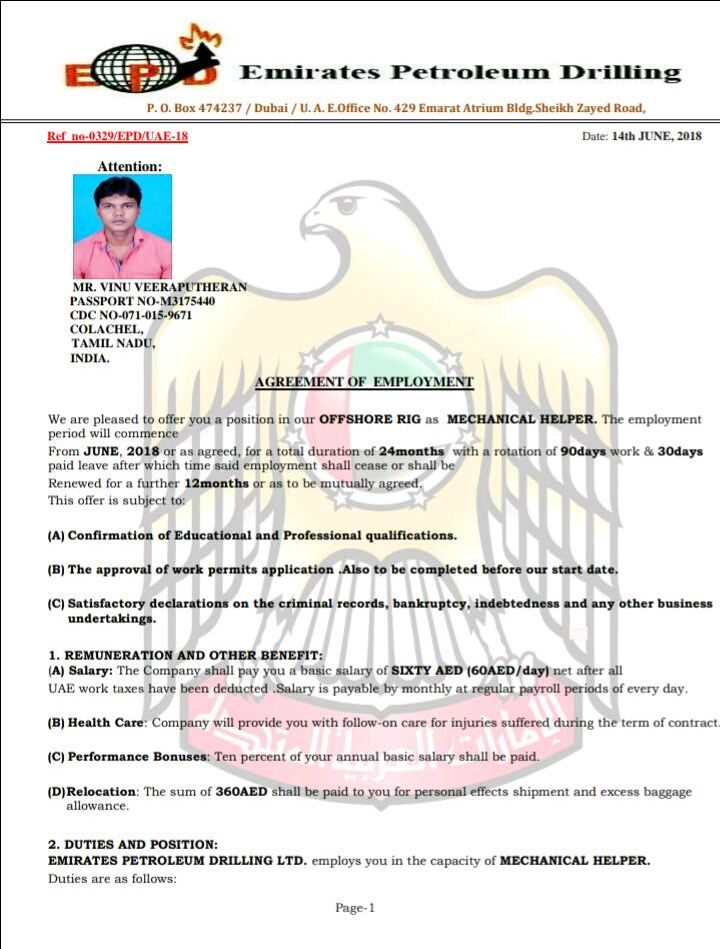 EPD
Emirates Petroleum Drilling
P. O. Box 474237 / Dubai / U. A. E.Office No. 429 Emarat Atrium Bldg.Sheikh Zayed Road,
Ref no-0329/EPD/UAE-18
Date: 14th JUNE, 2018
Attention:
MR. VINU VEERAPUTHERAN
PASSPORT NO-M3175440
CDC NO-071-015-9671
COLACHEL,
TAMIL NADU,
INDIA.
AGREEMENT OF EMPLOYMENT
We are pleased to offer you a position in our OFFSHORE RIG as MECHANICAL HELPER. The employment
period will commence
From JUNE, 2018 or as agreed, for a total duration of 24months with a rotation of 90days work & 30days
paid leave after which time said employment shall cease or shall be
Renewed for a further 12months or as to be mutually agreed.
This offer is subject to:
(A) Confirmation of Educational and Professional qualifications.
(B) The approval of work permits application .Also to be completed before our start date.
(C) Satisfactory declarations on the criminal records, bankruptcy, indebtedness and any other business
undertakings.
1. REMUNERATION AND OTHER BENEFIT:
(A) Salary: The Company shall pay you a basic salary of SIXTY AED (60AED/day) net after all
UAE work taxes have been deducted .Salary is payable by monthly at regular payroll periods of every day.
(B) Health Care: Company will provide you with follow-on care for injuries suffered during the term of contract.
الإمارات العربية المتحدة
(C) Performance Bonuses: Ten percent of your annual basic salary shall be paid.
(D)Relocation: The sum of 360AED shall be paid to you for personal effects shipment and excess baggage
allowance.
2. DUTIES AND POSITION:
EMIRATES PETROLEUM DRILLING LTD. employs you in the capacity of MECHANICAL HELPER.
Duties are as follows:
Page-1